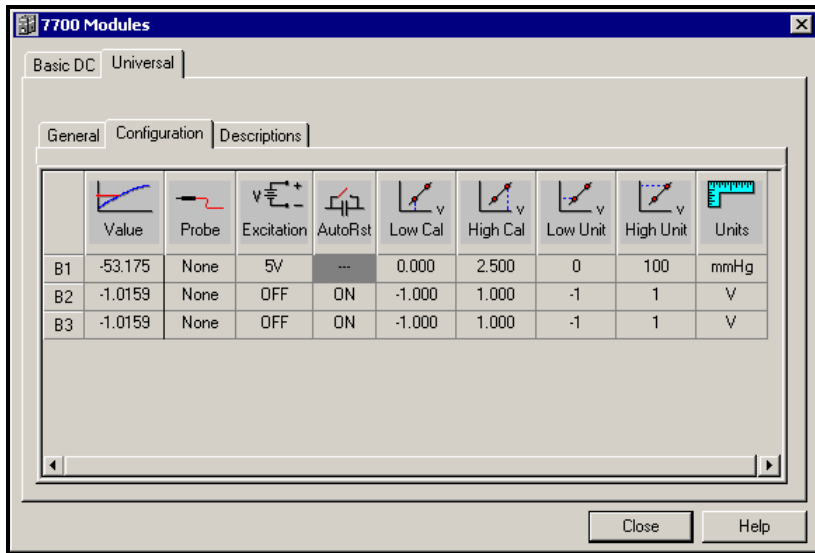 7700 Modules
Basic DC Universal
General Configuration Descriptions
Value Probe Excitation AutoRst Low Cal High Cal Low Unit High Unit Units
B1 -53.175 None 5V --- 0.000 2.500 0 100 mmHg
B2 -1.0159 None OFF ON -1.000 1.000 -1 1 V
B3 -1.0159 None OFF ON -1.000 1.000 -1 1 V
Close Help